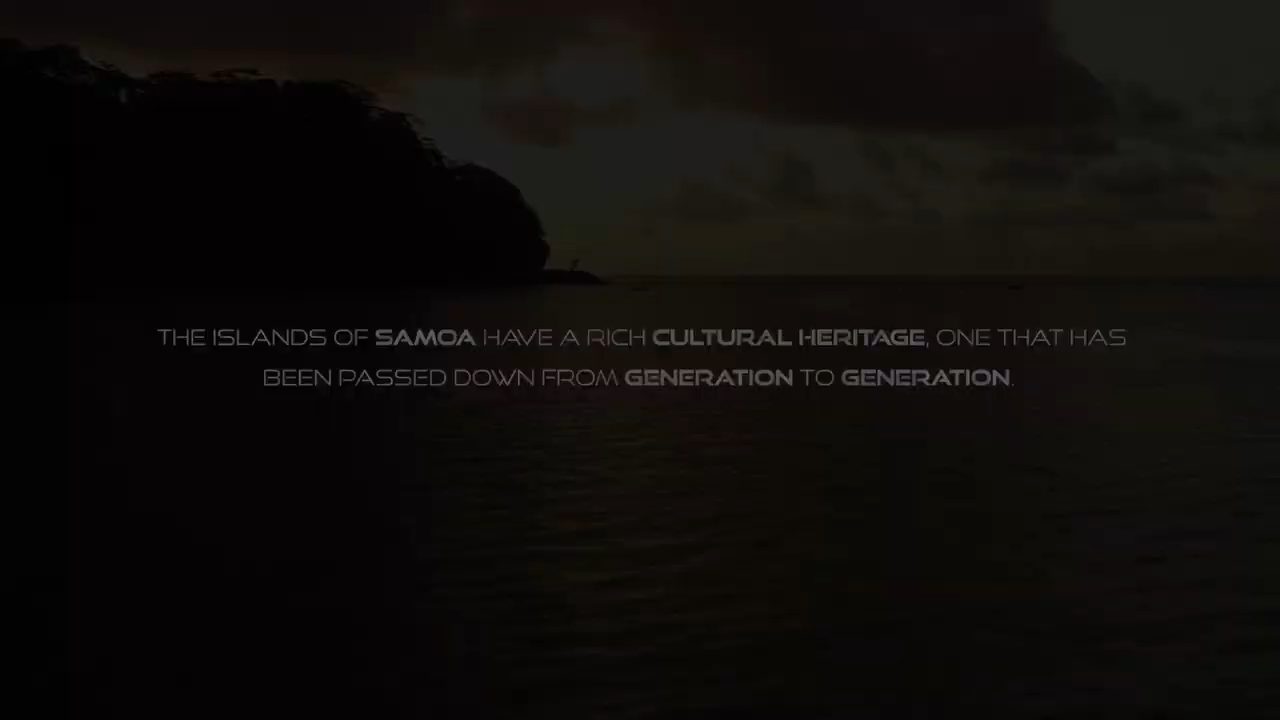 THE ISLANDS OF SAMOA HAVE A RICH CULTURAL HERITAGE, ONE THAT HAS
BEEN PASSED DOWN FROM GENERATION TO GENERATION.